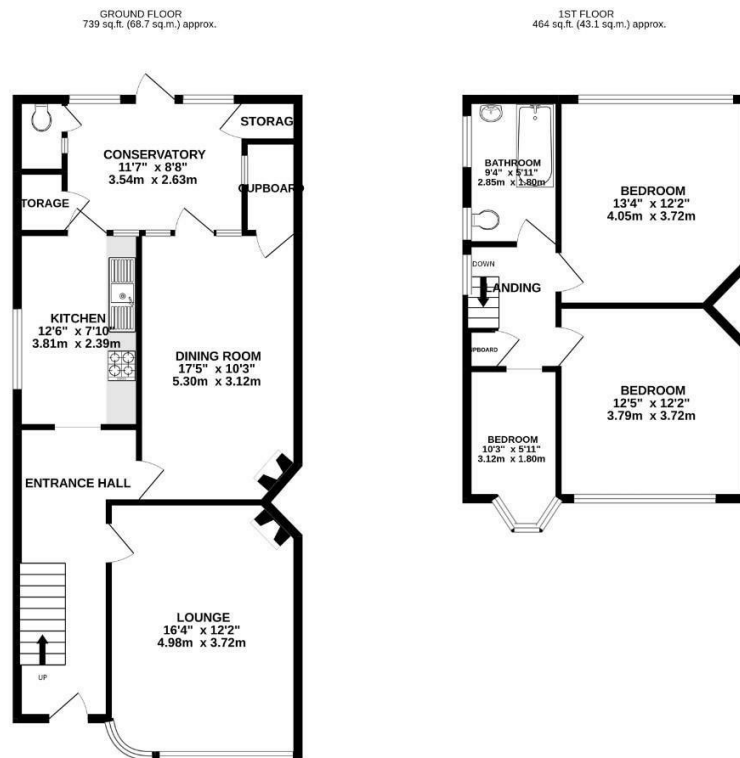 GROUND FLOOR
739 sq.ft. (68.7 sq.m.) approx.
STORAG
CONSERVATORY
11'7" x 8'8"
3.54m x 2.63m
CUPBOARD
TORAGE
KITCHEN
12'6" x 7'10"
3.81m x 2.39m
DINING ROOM
17'5" x 10'3"
5.30m x 3.12m
ENTRANCE HALL
LOUNGE
16'4" x 12'2"
4.98m x 3.72m
UP
1ST FLOOR
464 sq.ft. (43.1 sq.m.) approx.
BATHROOM
9'4" x 5'11"
2.85m x 1.80m
BEDROOM
13'4" x 12'2"
4.05m x 3.72m
DOWN
LANDING
UPBOARD
BEDROOM
12'5" x 12'2"
3.79m x 3.72m
BEDROOM
10'3" x 5'11"
3.12m x 1.80m